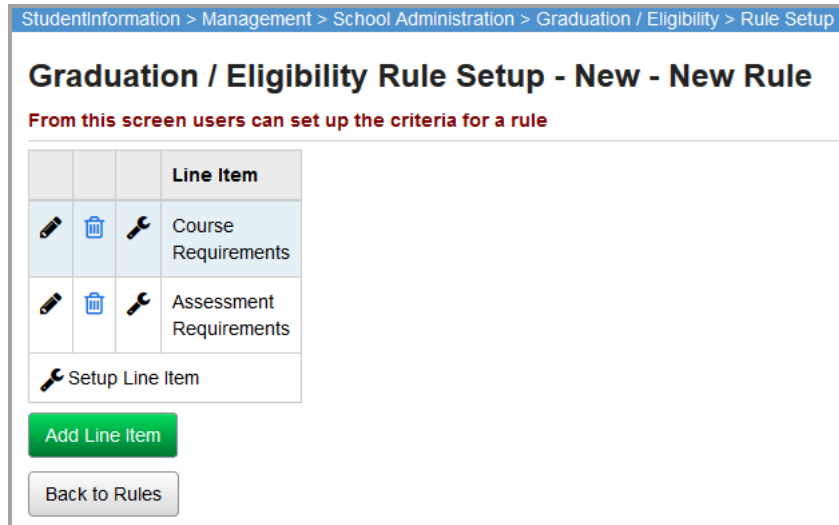 StudentInformation > Management > School Administration > Graduation / Eligibility > Rule Setup
Graduation / Eligibility Rule Setup - New - New Rule
From this screen users can set up the criteria for a rule
Line Item
Course
Requirements
Assessment
Requirements
Setup Line Item
Add Line Item
Back to Rules